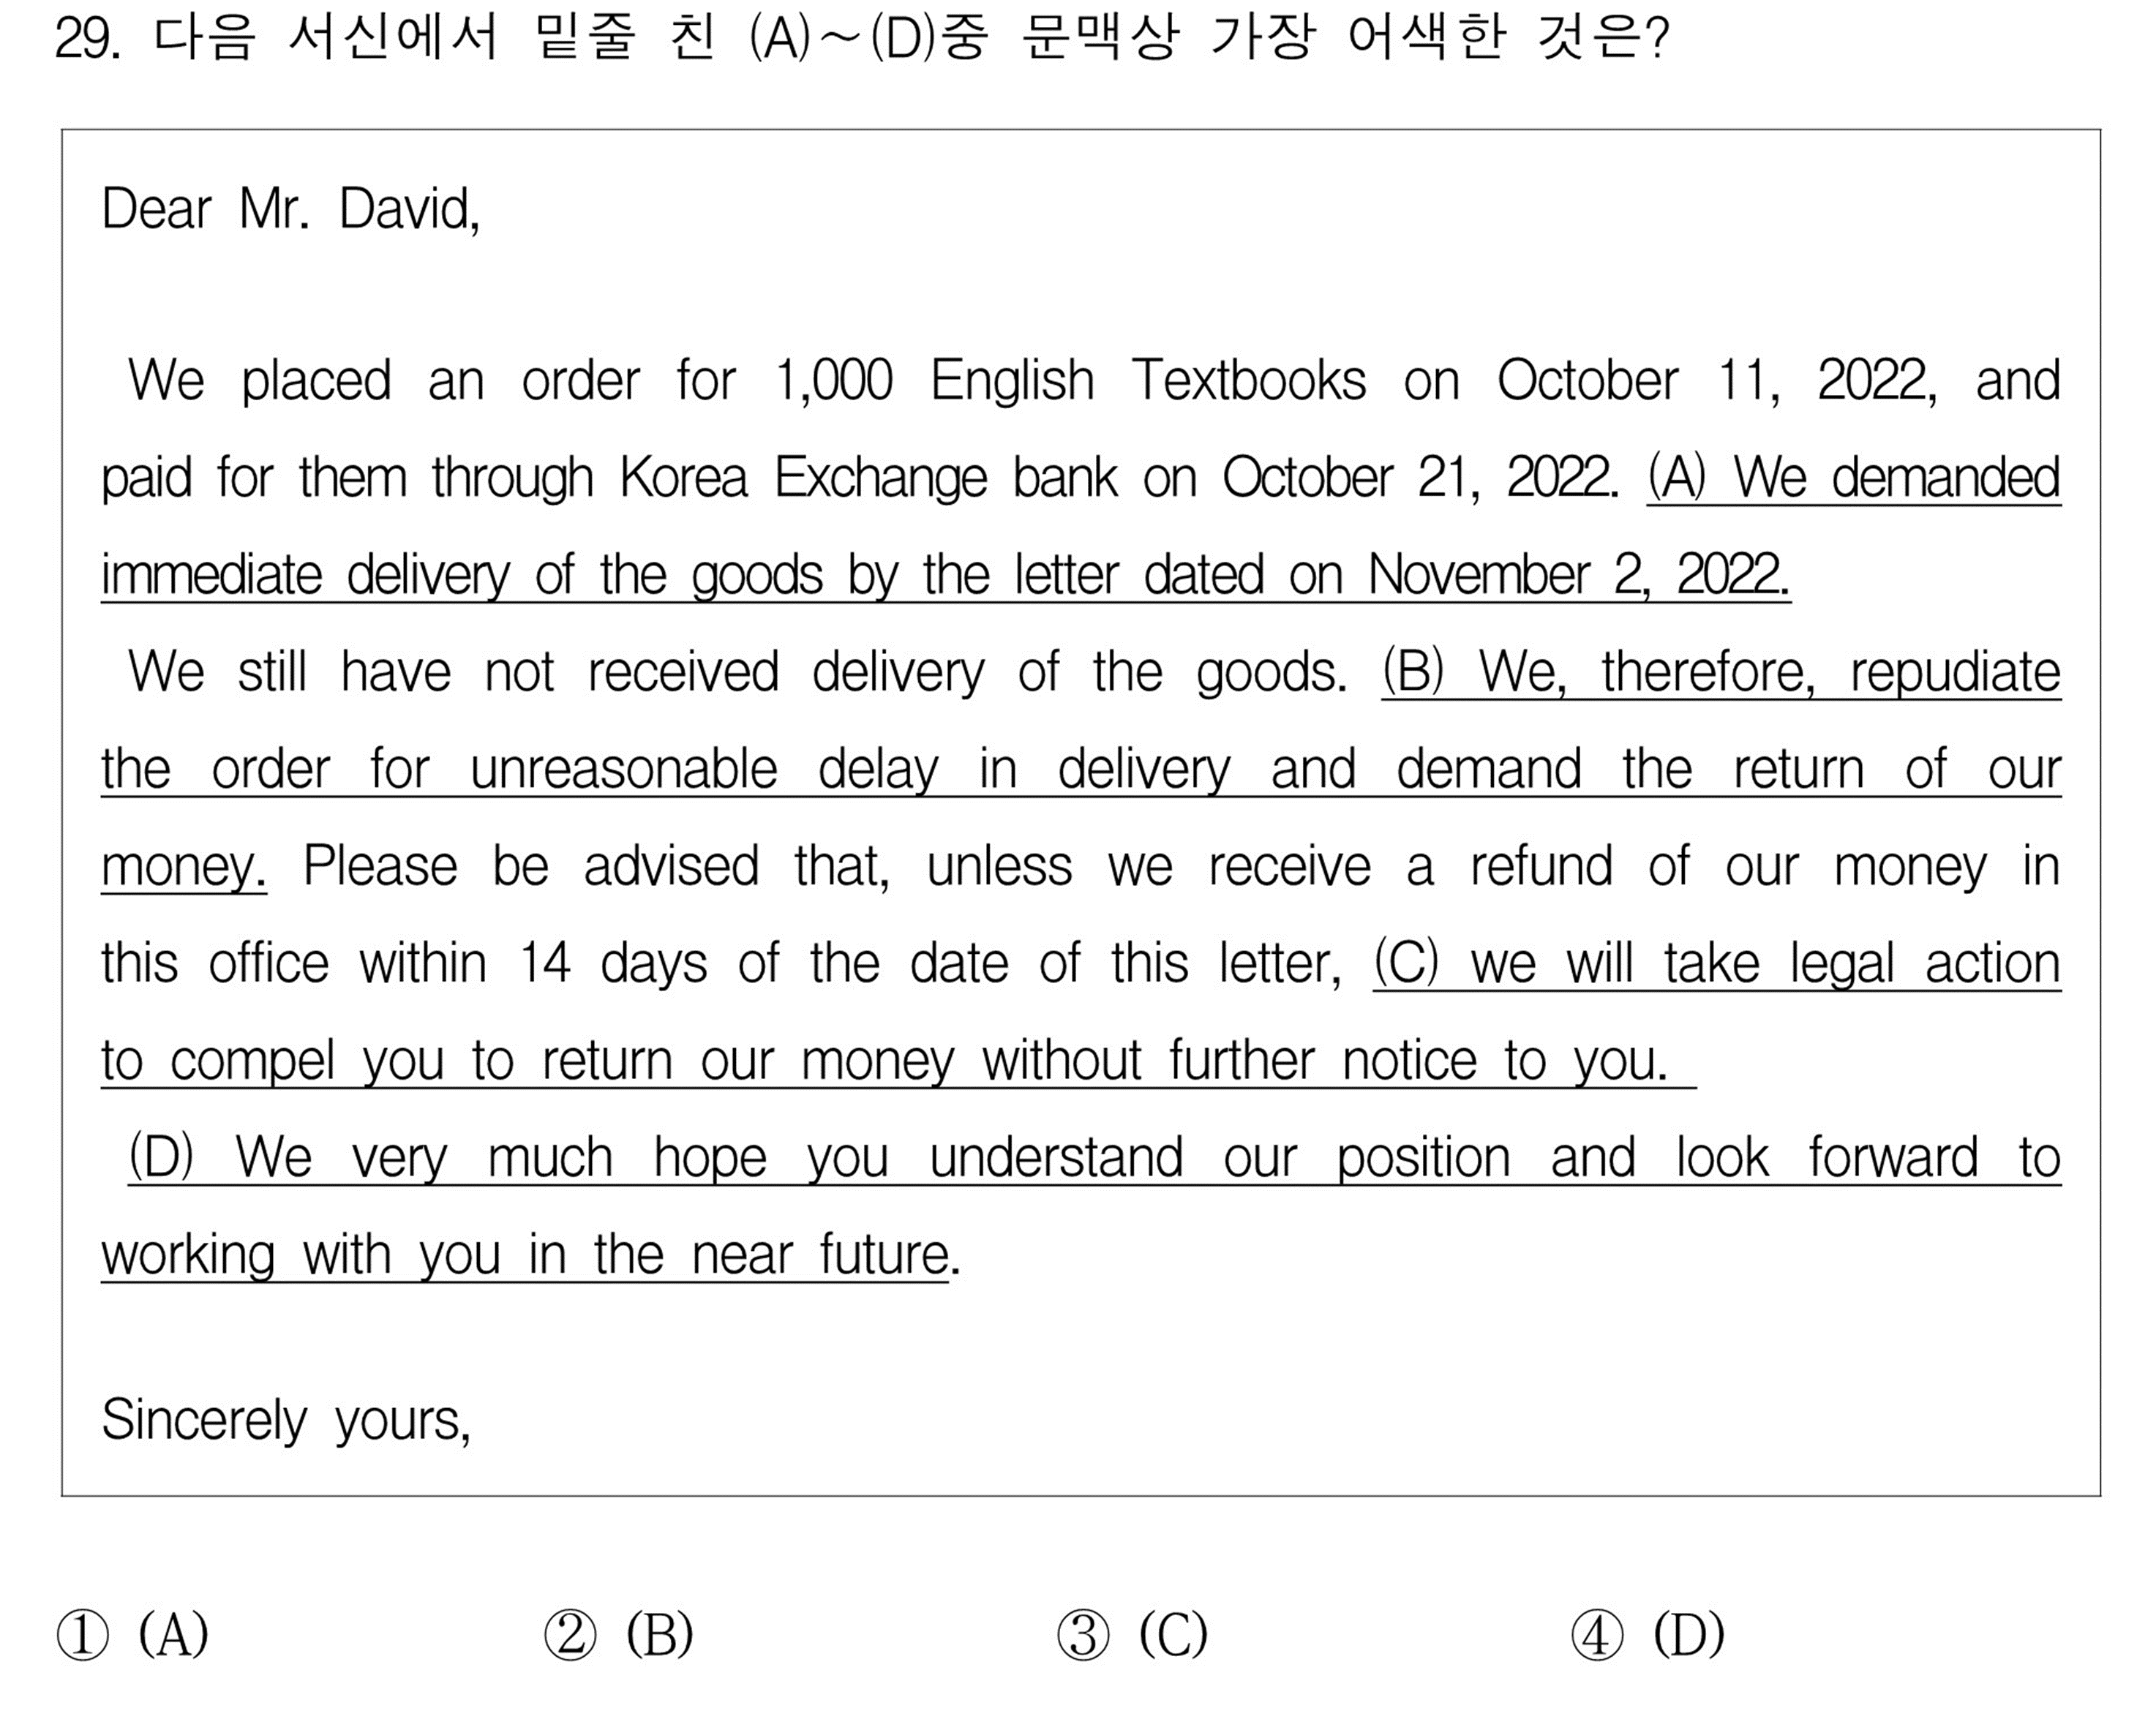 29. 다음 서신에서 밑줄 친 (A)~(D)중 문맥상 가장 어색한 것은?
Dear Mr. David,
We placed an order for 1,000 English Textbooks on October 11, 2022, and
paid for them through Korea Exchange bank on October 21, 2022. (A) We demanded
immediate delivery of the goods by the letter dated on November 2, 2022.
We still have not received delivery of the goods. (B) We, therefore, repudiate
the order for unreasonable delay in delivery and demand the return of our
money. Please be advised that, unless we receive a refund of our money in
this office within 14 days of the date of this letter, (C) we will take legal action
to compel you to return our money without further notice to you.
(D) We very much hope you understand our position and look forward to
working with you in the near future.
Sincerely yours,
① (A) ② (B) ③ (C) ④ (D)